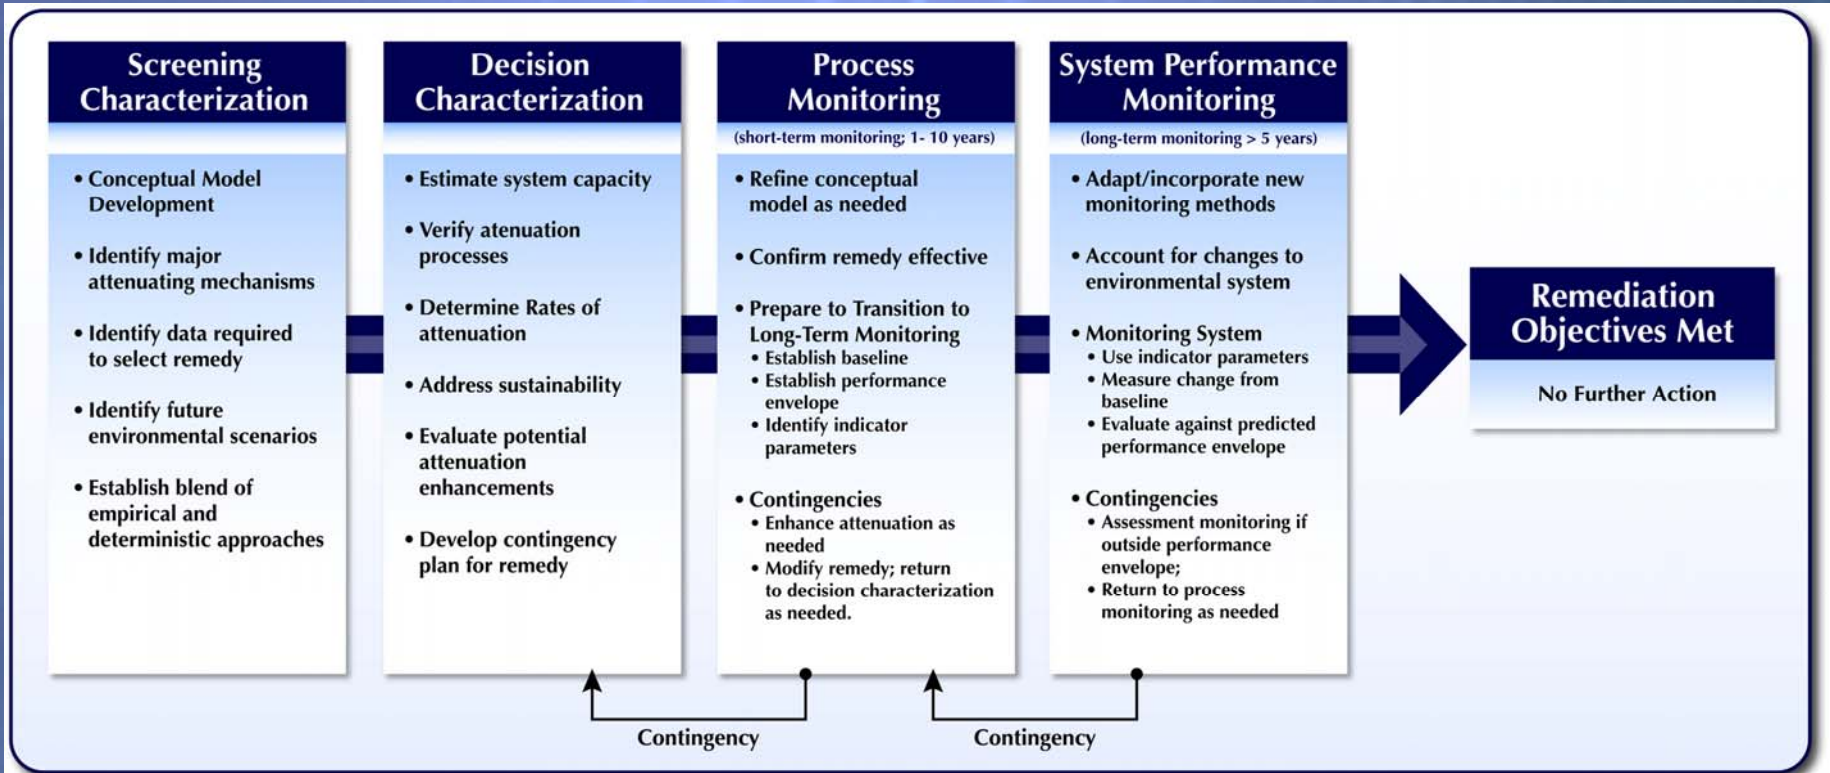 Screening
Characterization
• Conceptual Model
Development
• Identify major
attenuating mechanisms
• Identify data required
to select remedy
• Identify future
environmental scenarios
• Establish blend of
empirical and
deterministic approaches
Decision
Characterization
• Estimate system capacity
• Verify atenuation
processes
• Determine Rates of
attenuation
• Address sustainability
• Evaluate potential
attenuation
enhancements
• Develop contingency
plan for remedy
Process
Monitoring
(short-term monitoring; 1- 10 years)
• Refine conceptual
model as needed
• Confirm remedy effective
• Prepare to Transition to
Long-Term Monitoring
• Establish baseline
• Establish performance
envelope
• Identify indicator
parameters
• Contingencies
• Enhance attenuation as
needed
• Modify remedy; return
to decision characterization
as needed.
System Performance
Monitoring
(long-term monitoring > 5 years)
• Adapt/incorporate new
monitoring methods
• Account for changes to
environmental system
• Monitoring System
• Use indicator parameters
• Measure change from
baseline
• Evaluate against predicted
performance envelope
• Contingencies
• Assessment monitoring if
outside performance
envelope;
• Return to process
monitoring as needed
Remediation
Objectives Met
No Further Action
Contingency
Contingency